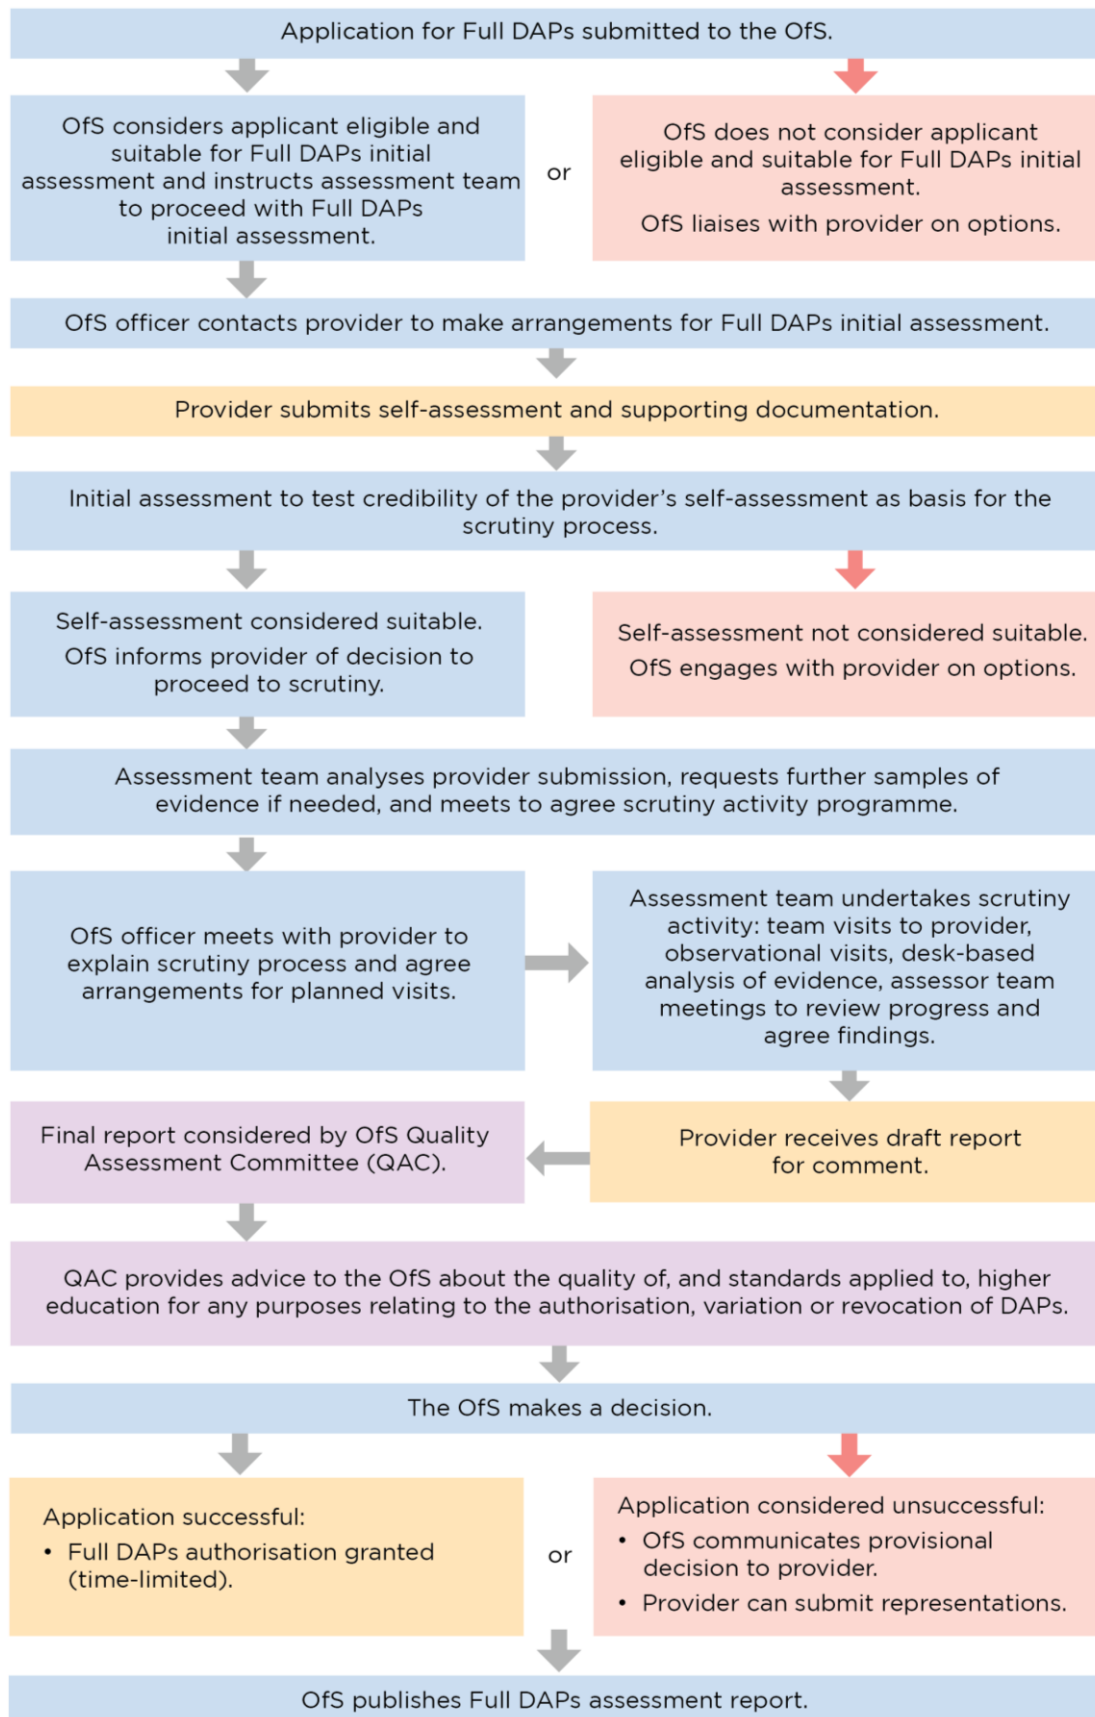 Application for Full DAPs submitted to the OfS.
OfS considers applicant eligible and
suitable for Full DAPs initial
assessment and instructs assessment team
to proceed with Full DAPs
initial assessment.
or
OfS does not consider applicant
eligible and suitable for Full DAPs initial
assessment.
OfS liaises with provider on options.
OfS officer contacts provider to make arrangements for Full DAPs initial assessment.
Provider submits self-assessment and supporting documentation.
Initial assessment to test credibility of the provider’s self-assessment as basis for the
scrutiny process.
Self-assessment considered suitable.
OfS informs provider of decision to
proceed to scrutiny.
Self-assessment not considered suitable.
OfS engages with provider on options.
Assessment team analyses provider submission, requests further samples of
evidence if needed, and meets to agree scrutiny activity programme.
OfS officer meets with provider to
explain scrutiny process and agree
arrangements for planned visits.
Assessment team undertakes scrutiny
activity: team visits to provider,
observational visits, desk-based
analysis of evidence, assessor team
meetings to review progress and
agree findings.
Final report considered by OfS Quality
Assessment Committee (QAC).
Provider receives draft report
for comment.
QAC provides advice to the OfS about the quality of, and standards applied to, higher
education for any purposes relating to the authorisation, variation or revocation of DAPs.
The OfS makes a decision.
Application successful:
• Full DAPs authorisation granted
(time-limited).
or
Application considered unsuccessful:
• OfS communicates provisional
decision to provider.
• Provider can submit representations.
OfS publishes Full DAPs assessment report.